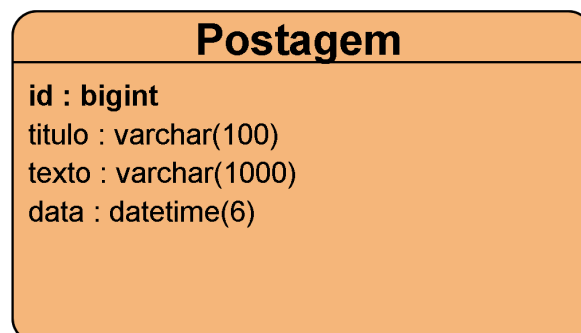 Postagem
id : bigint
titulo : varchar(100)
texto : varchar(1000)
data : datetime(6)